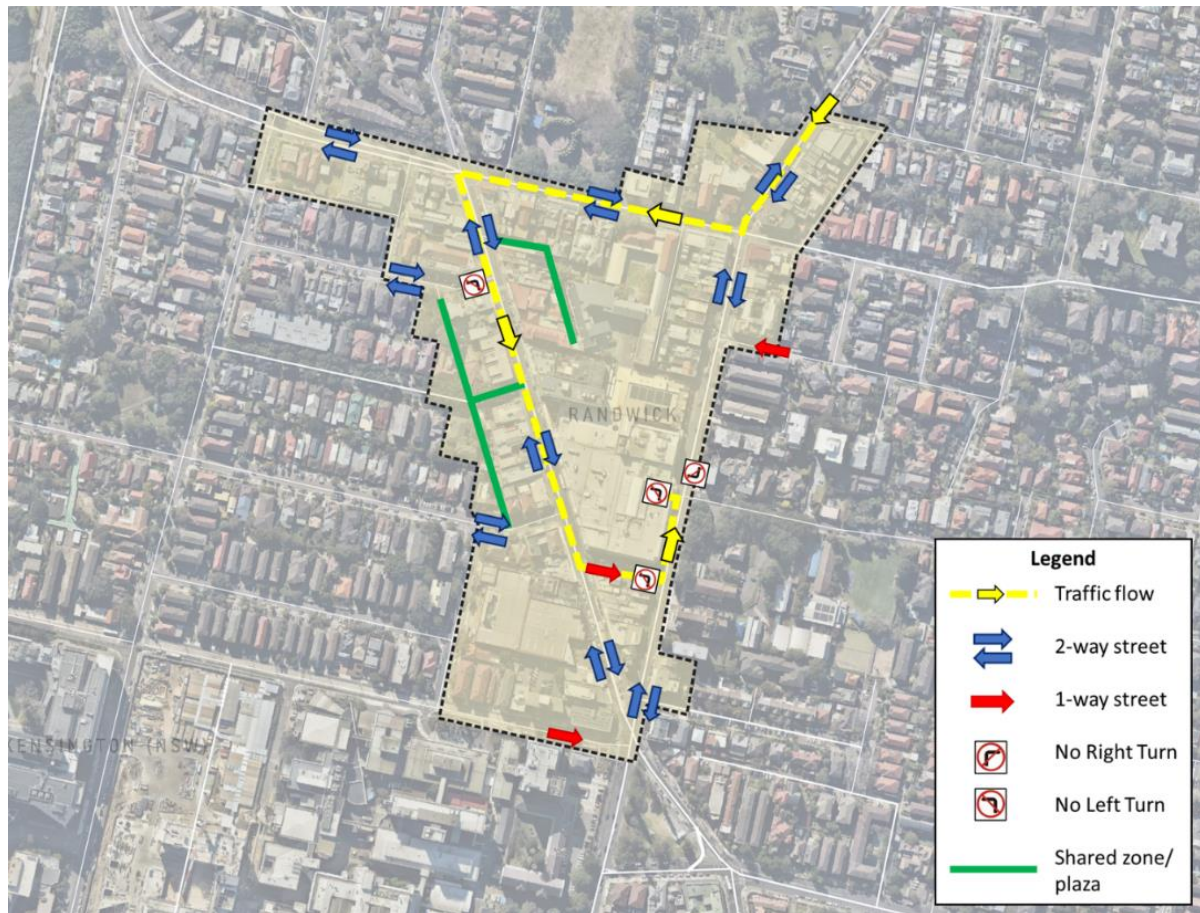 RANDWICK
KENSINGTON (NSW)
Legend
Traffic flow
2-way street
1-way street
No Right Turn
No Left Turn
Shared zone/
plaza